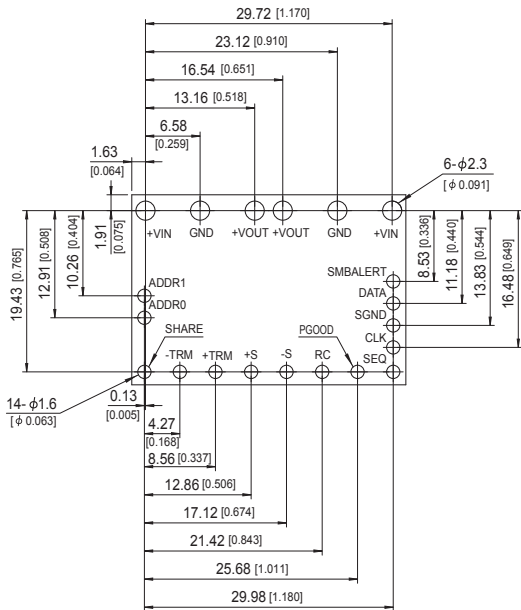 29.72 [1.170]
23.12 [0.910]
16.54 [0.651]
13.16 [0.518]
6.58
[0.259]
1.63
[0.064]
6-ϕ2.3
[ϕ 0.091]
1.91
[0.075]
+VIN GND +VOUT +VOUT GND +VIN
19.43 [0.765]
12.91 [0.508]
10.26 [0.404]
8.53 [0.336]
11.18 [0.440]
13.83 [0.544]
16.48 [0.649]
SMBALERT
ADDR1
DATA
ADDR0
SGND
SHARE
PGOOD
CLK
-TRM +TRM +S -S RC SEQ
14-ϕ1.6
[ϕ 0.063]
0.13
[0.005]
4.27
[0.168]
8.56 [0.337]
12.86 [0.506]
17.12 [0.674]
21.42 [0.843]
25.68 [1.011]
29.98 [1.180]